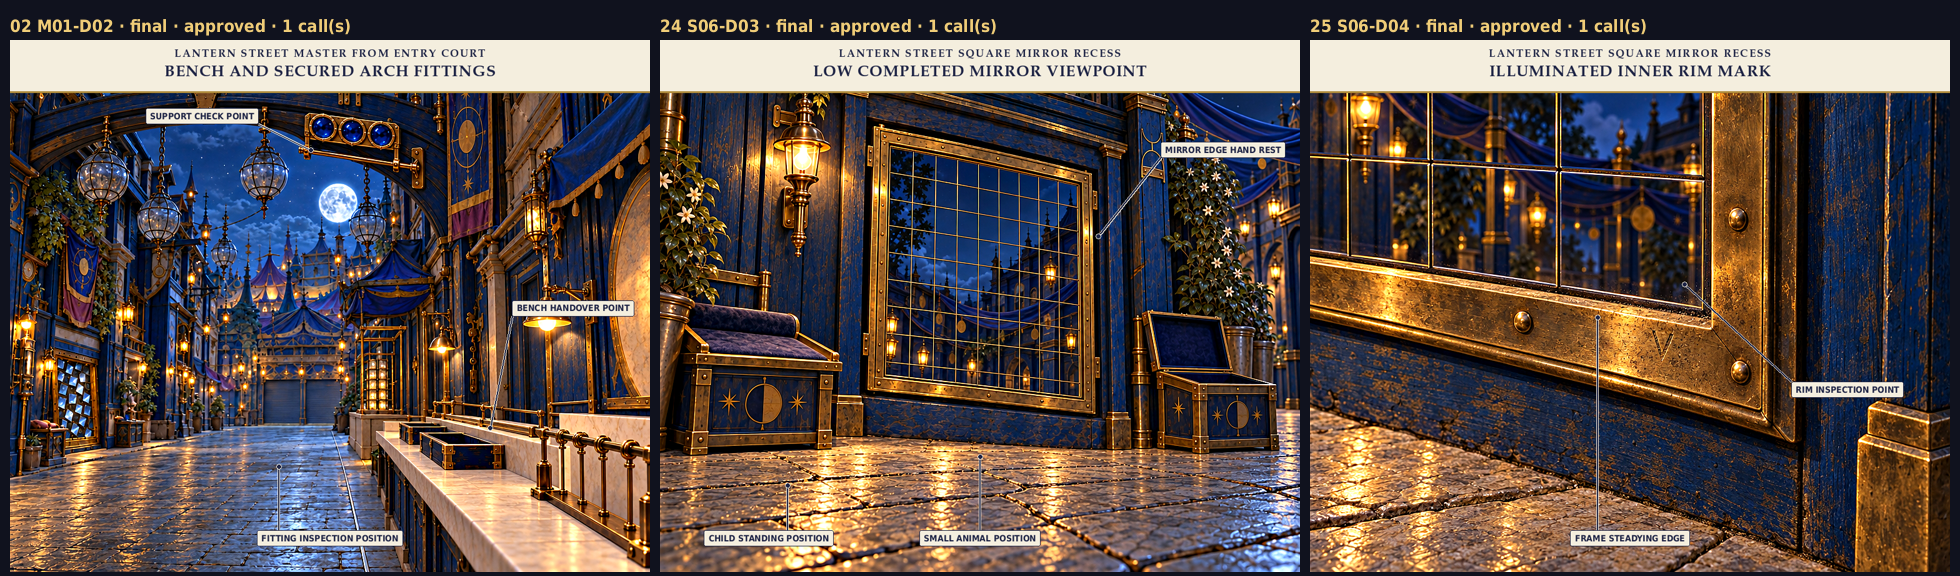 02 M01-D02 · final · approved · 1 call(s)
LANTERN STREET MASTER FROM ENTRY COURT
BENCH AND SECURED ARCH FITTINGS
SUPPORT CHECK POINT
BENCH HANDOVER POINT
FITTING INSPECTION POSITION
24 S06-D03 · final · approved · 1 call(s)
LANTERN STREET SQUARE MIRROR RECESS
LOW COMPLETED MIRROR VIEWPOINT
MIRROR EDGE HAND REST
CHILD STANDING POSITION
SMALL ANIMAL POSITION
25 S06-D04 · final · approved · 1 call(s)
LANTERN STREET SQUARE MIRROR RECESS
ILLUMINATED INNER RIM MARK
V
RIM INSPECTION POINT
FRAME STEADYING EDGE